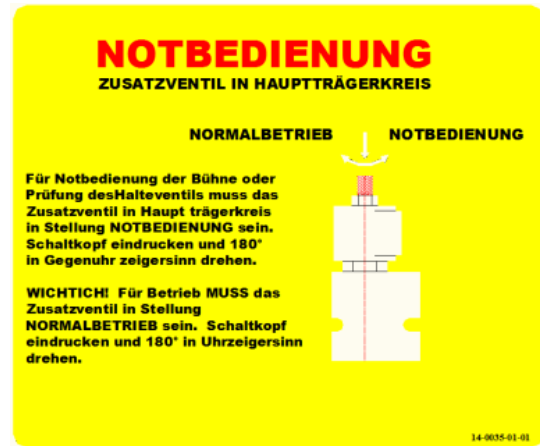 NOTBEDIENUNG
ZUSATZVENTIL IN HAUPTTRÄGERKREIS
NORMALBETRIEB NOTBEDIENUNG
Für Notbedienung der Bühne oder
Prüfung desHalteventils muss das
Zusatzventil in Haupt trägerkreis
in Stellung NOTBEDIENUNG sein.
Schaltkopf eindrucken und 180°
in Gegenuhr zeigersinn drehen.
WICHTICH! Für Betrieb MUSS das
Zusatzventil in Stellung
NORMALBETRIEB sein. Schaltkopf
eindrucken und 180° in Uhrzeigersinn
drehen.
14-0035-01-01